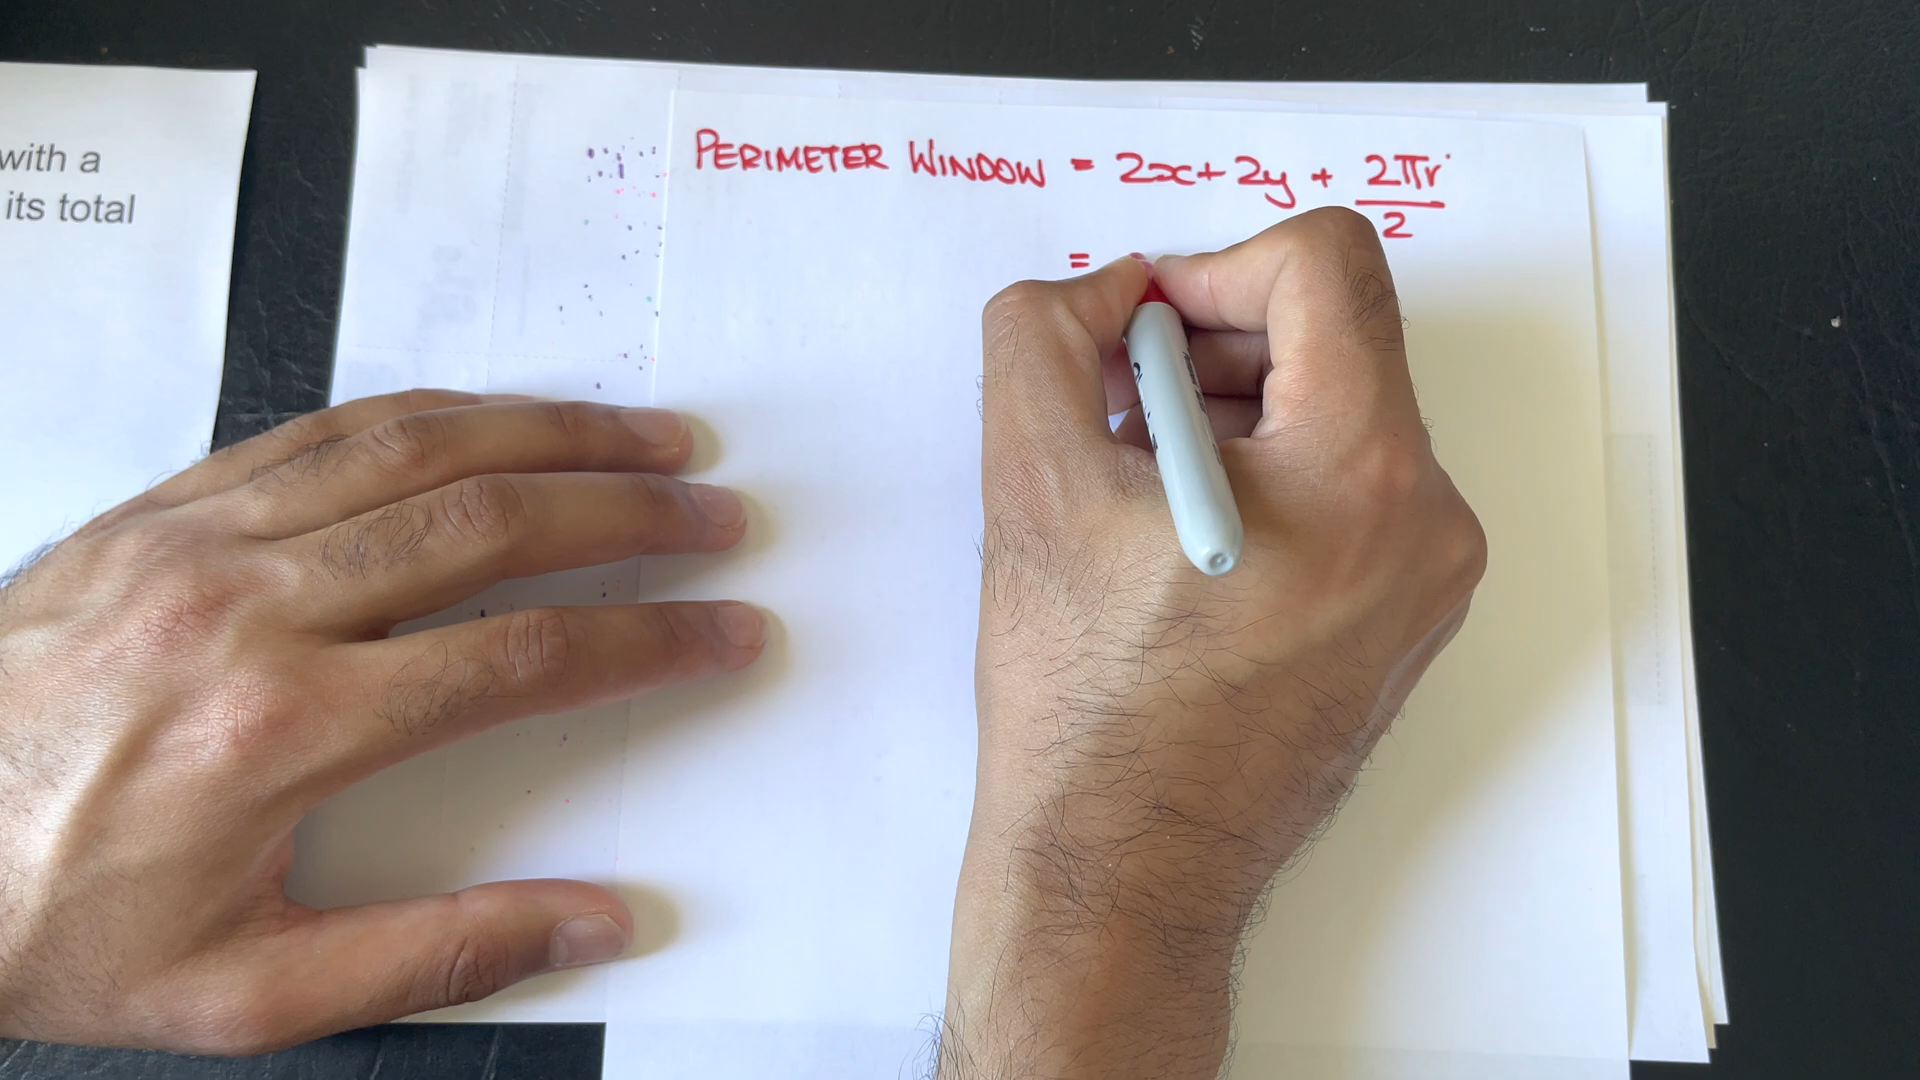 with a
its total
PERIMETER WINDOW = 2x + 2y + 2πr/2
=